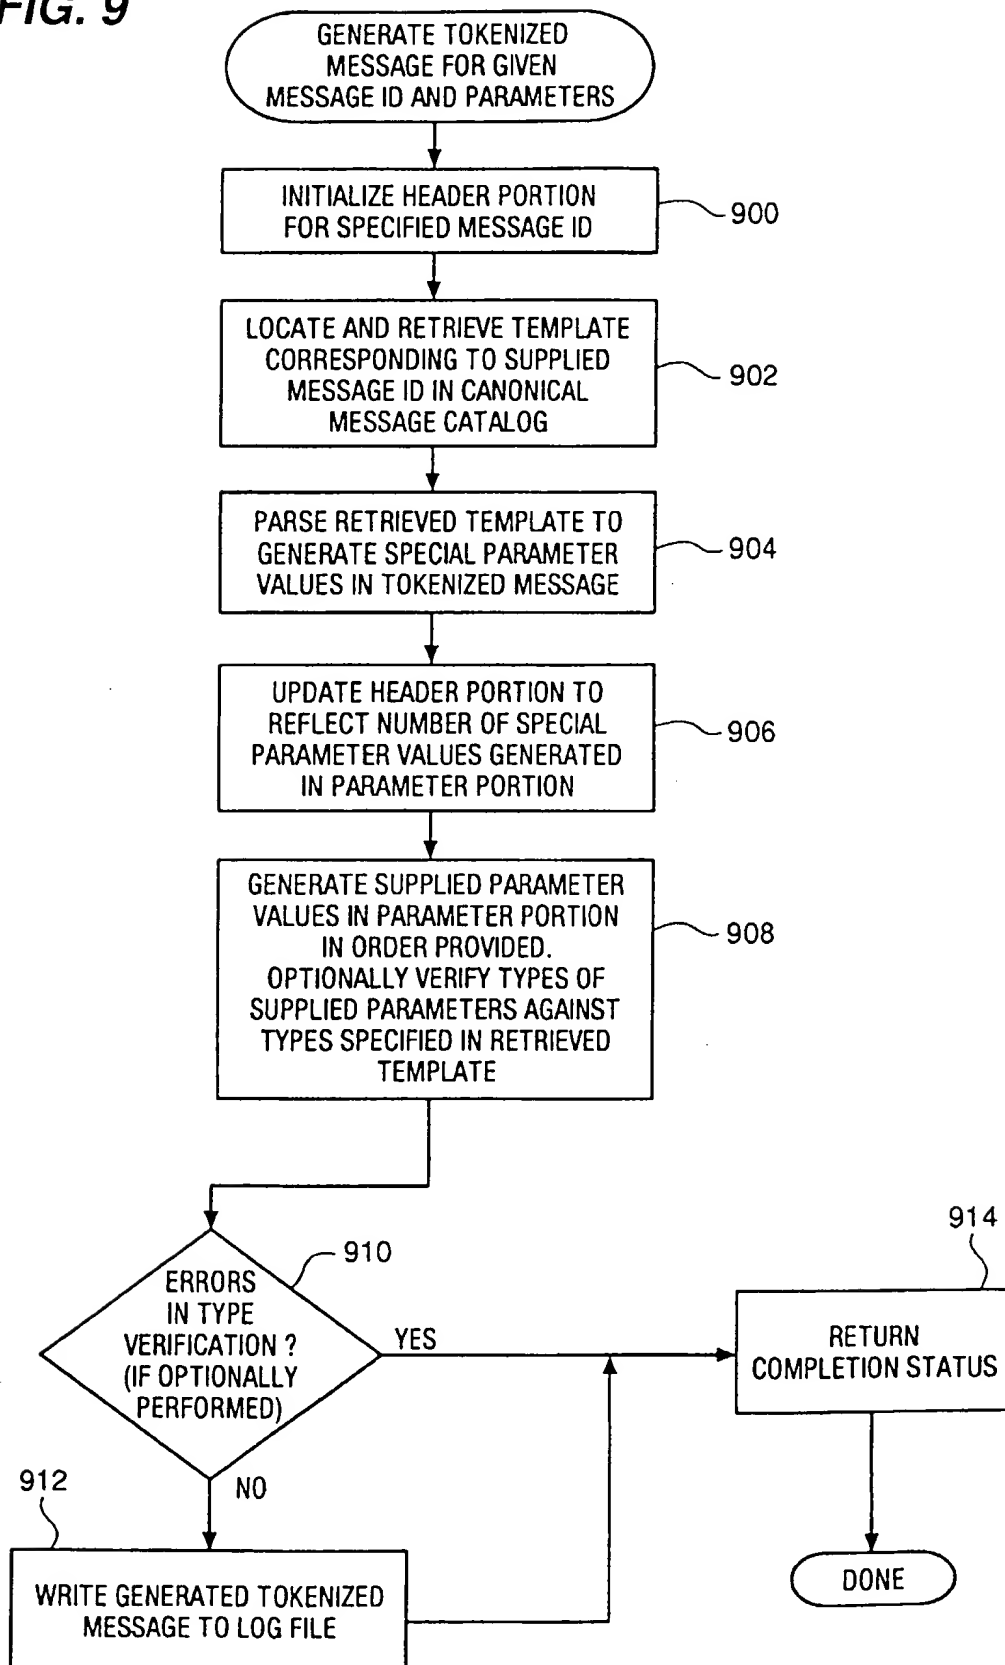 FIG. 9
GENERATE TOKENIZED
MESSAGE FOR GIVEN
MESSAGE ID AND PARAMETERS
INITIALIZE HEADER PORTION
FOR SPECIFIED MESSAGE ID
900
LOCATE AND RETRIEVE TEMPLATE
CORRESPONDING TO SUPPLIED
MESSAGE ID IN CANONICAL
MESSAGE CATALOG
902
PARSE RETRIEVED TEMPLATE TO
GENERATE SPECIAL PARAMETER
VALUES IN TOKENIZED MESSAGE
904
UPDATE HEADER PORTION TO
REFLECT NUMBER OF SPECIAL
PARAMETER VALUES GENERATED
IN PARAMETER PORTION
906
GENERATE SUPPLIED PARAMETER
VALUES IN PARAMETER PORTION
IN ORDER PROVIDED.
OPTIONALLY VERIFY TYPES OF
SUPPLIED PARAMETERS AGAINST
TYPES SPECIFIED IN RETRIEVED
TEMPLATE
908
910
ERRORS
IN TYPE
VERIFICATION ?
(IF OPTIONALLY
PERFORMED)
YES
NO
914
RETURN
COMPLETION STATUS
912
WRITE GENERATED TOKENIZED
MESSAGE TO LOG FILE
DONE